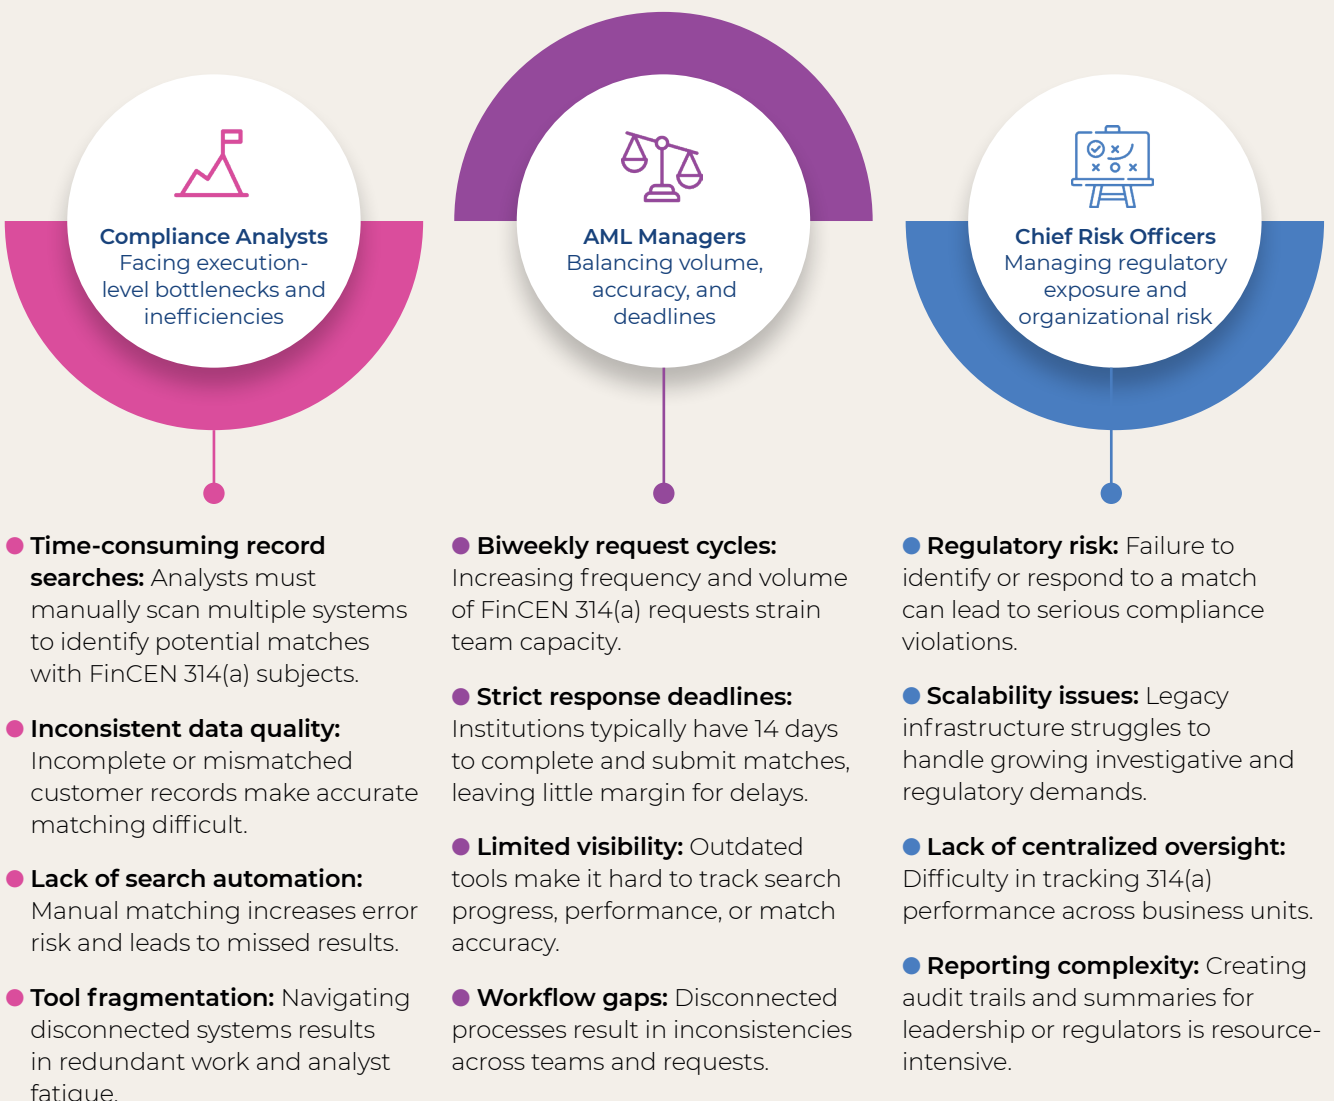 Compliance Analysts
Facing execution-
level bottlenecks and
inefficiencies
● Time-consuming record
searches: Analysts must
manually scan multiple systems
to identify potential matches
with FinCEN 314(a) subjects.
● Inconsistent data quality:
Incomplete or mismatched
customer records make accurate
matching difficult.
● Lack of search automation:
Manual matching increases error
risk and leads to missed results.
● Tool fragmentation: Navigating
disconnected systems results
in redundant work and analyst
fatigue.
AML Managers
Balancing volume,
accuracy, and
deadlines
● Biweekly request cycles:
Increasing frequency and volume
of FinCEN 314(a) requests strain
team capacity.
● Strict response deadlines:
Institutions typically have 14 days
to complete and submit matches,
leaving little margin for delays.
● Limited visibility: Outdated
tools make it hard to track search
progress, performance, or match
accuracy.
● Workflow gaps: Disconnected
processes result in inconsistencies
across teams and requests.
Chief Risk Officers
Managing regulatory
exposure and
organizational risk
● Regulatory risk: Failure to
identify or respond to a match
can lead to serious compliance
violations.
● Scalability issues: Legacy
infrastructure struggles to
handle growing investigative and
regulatory demands.
● Lack of centralized oversight:
Difficulty in tracking 314(a)
performance across business units.
● Reporting complexity: Creating
audit trails and summaries for
leadership or regulators is resource-
intensive.